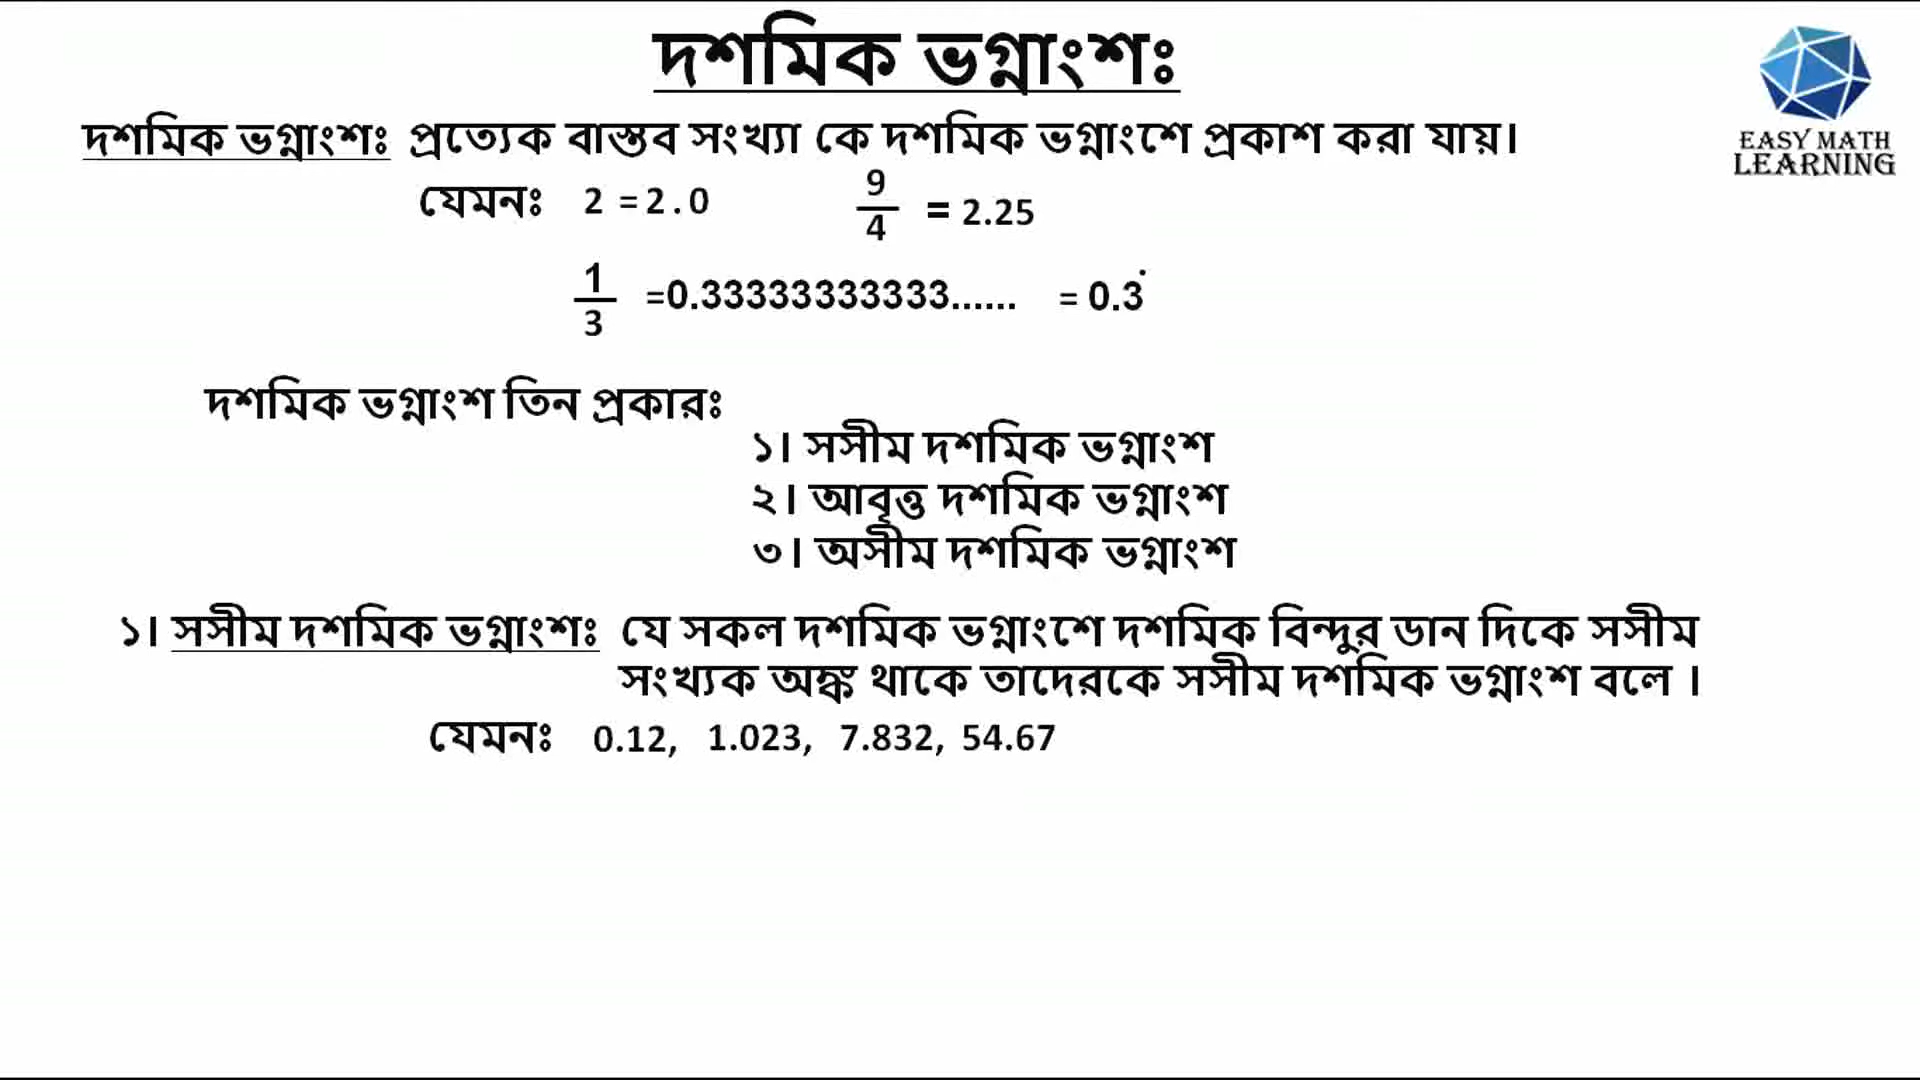 দশমিক ভগ্নাংশঃ
EASY MATH
LEARNING
দশমিক ভগ্নাংশঃ প্রত্যেক বাস্তব সংখ্যা কে দশমিক ভগ্নাংশে প্রকাশ করা যায়।
যেমনঃ 2 =2.0 9/4 = 2.25
1/3 =0.33333333333...... = 0.3̇
দশমিক ভগ্নাংশ তিন প্রকারঃ
১। সসীম দশমিক ভগ্নাংশ
২। আবৃত্ত দশমিক ভগ্নাংশ
৩। অসীম দশমিক ভগ্নাংশ
১। সসীম দশমিক ভগ্নাংশঃ যে সকল দশমিক ভগ্নাংশে দশমিক বিন্দুর ডান দিকে সসীম
সংখ্যক অঙ্ক থাকে তাদেরকে সসীম দশমিক ভগ্নাংশ বলে ।
যেমনঃ 0.12, 1.023, 7.832, 54.67